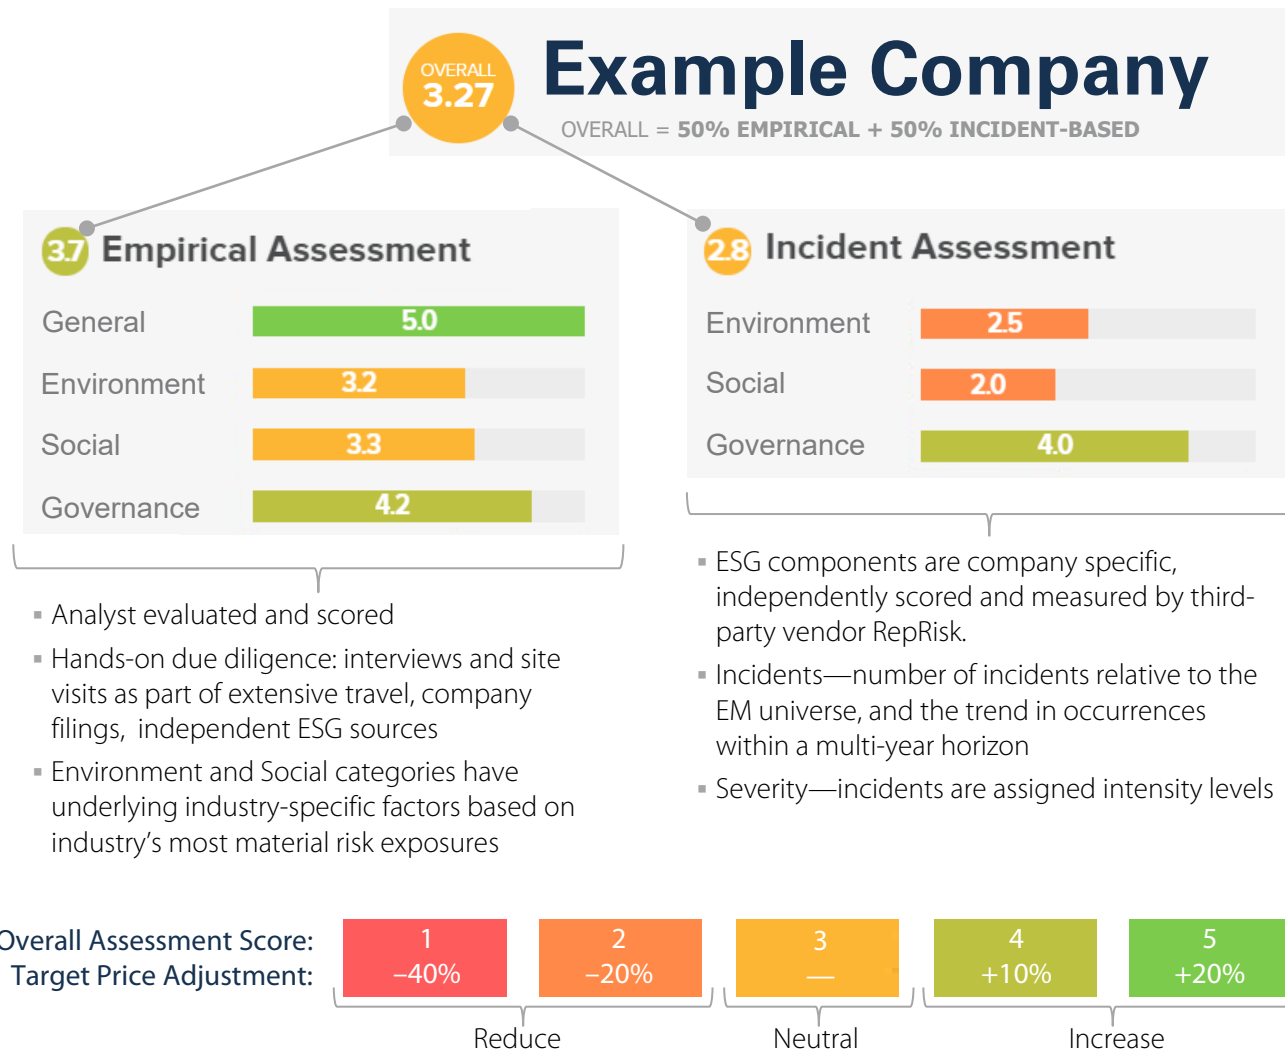 OVERALL
3.27
Example Company
OVERALL = 50% EMPIRICAL + 50% INCIDENT-BASED
3.7 Empirical Assessment
General 5.0
Environment 3.2
Social 3.3
Governance 4.2
▪ Analyst evaluated and scored
▪ Hands-on due diligence: interviews and site
visits as part of extensive travel, company
filings, independent ESG sources
▪ Environment and Social categories have
underlying industry-specific factors based on
industry’s most material risk exposures
2.8 Incident Assessment
Environment 2.5
Social 2.0
Governance 4.0
▪ ESG components are company specific,
independently scored and measured by third-
party vendor RepRisk.
▪ Incidents—number of incidents relative to the
EM universe, and the trend in occurrences
within a multi-year horizon
▪ Severity—incidents are assigned intensity levels
Overall Assessment Score: 1 2 3 4 5
Target Price Adjustment: –40% –20% — +10% +20%
Reduce Neutral Increase